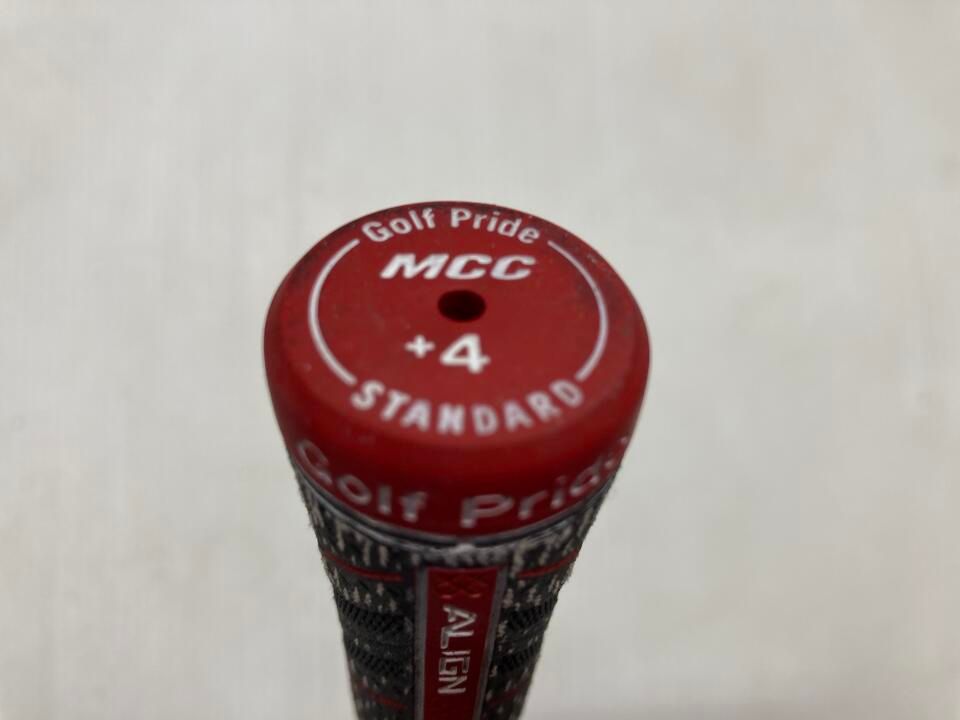 Golf Pride
MCC
+4
STANDARD
Golf Pride
ALIGN